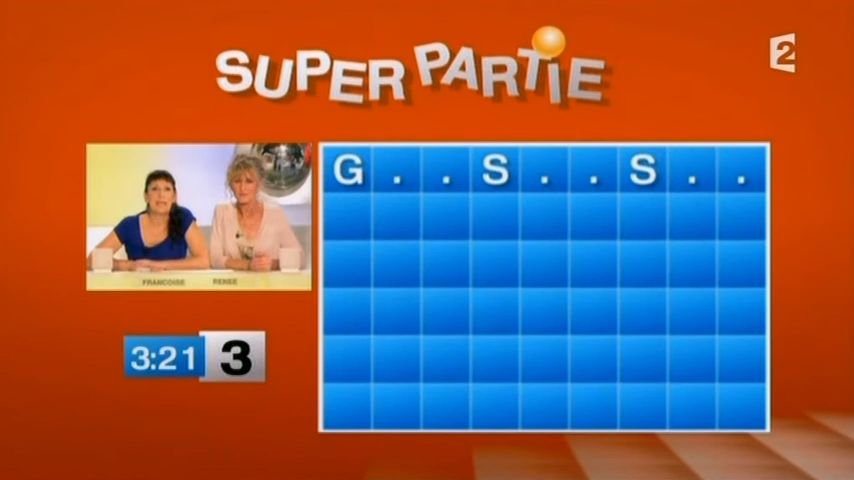 SUPER PARTIE
2
G . . S . . S . .
FRANCOISE RENEE
3:21 3